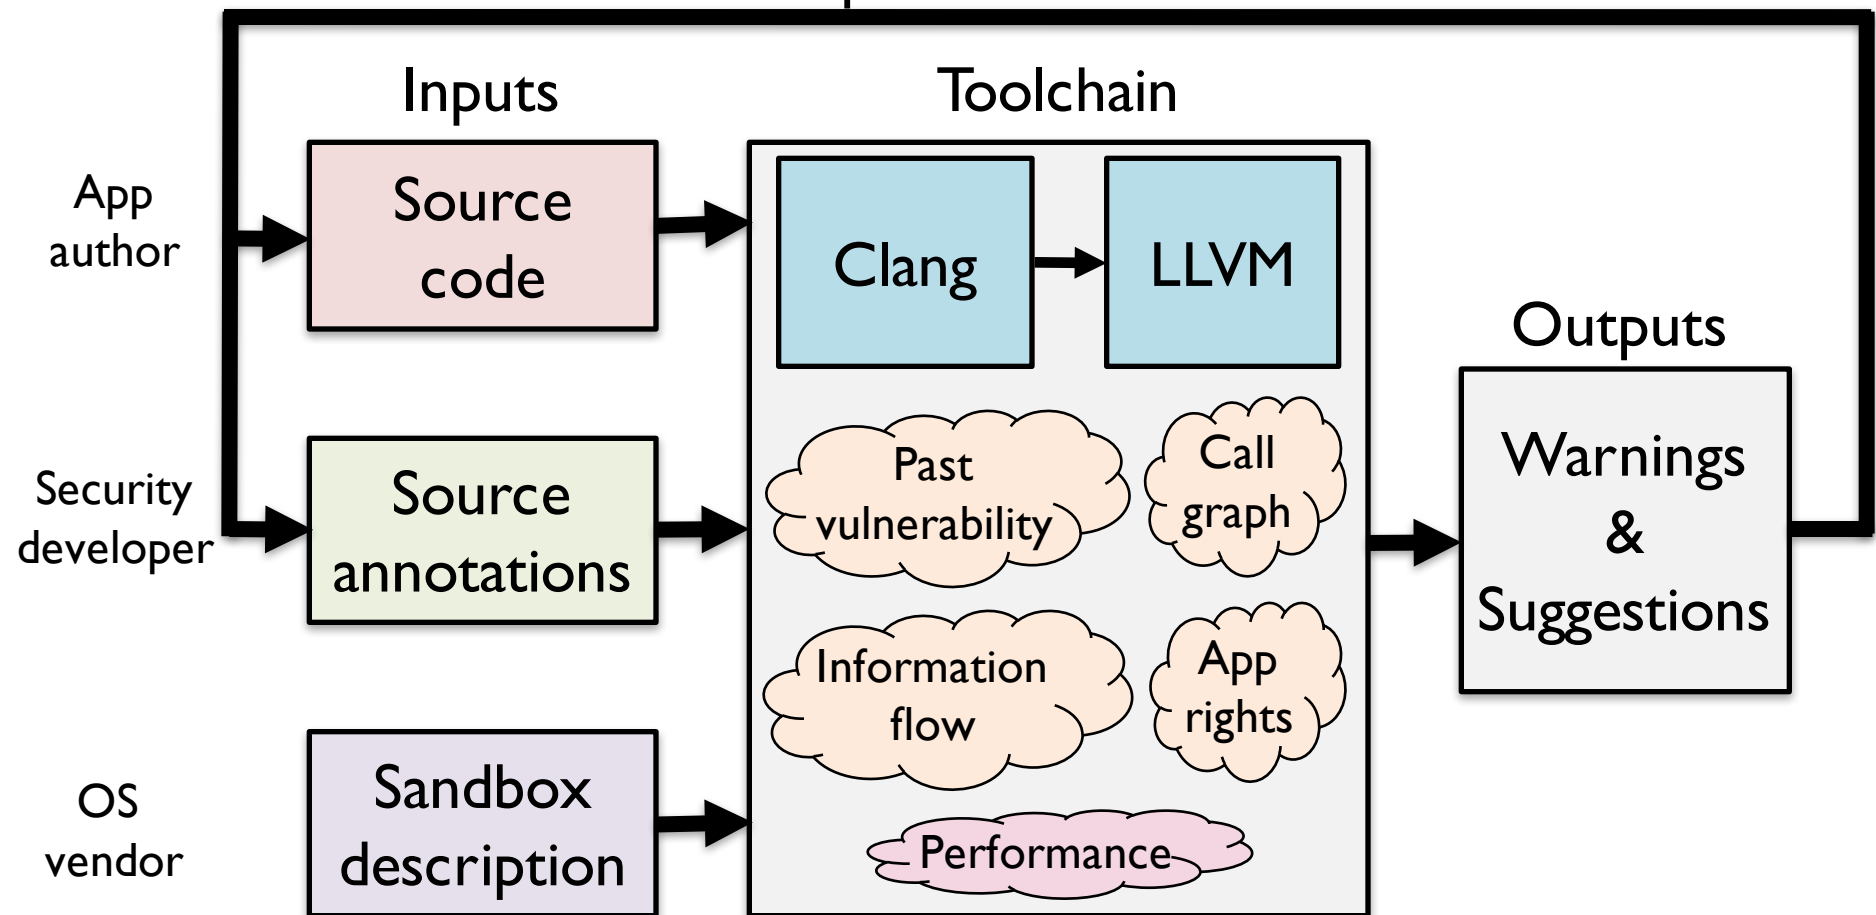 Inputs
Toolchain
App
author
Source
code
Clang
LLVM
Outputs
Security
developer
Source
annotations
Past
vulnerability
Call
graph
Warnings
&
Suggestions
Information
flow
App
rights
OS
vendor
Sandbox
description
Performance